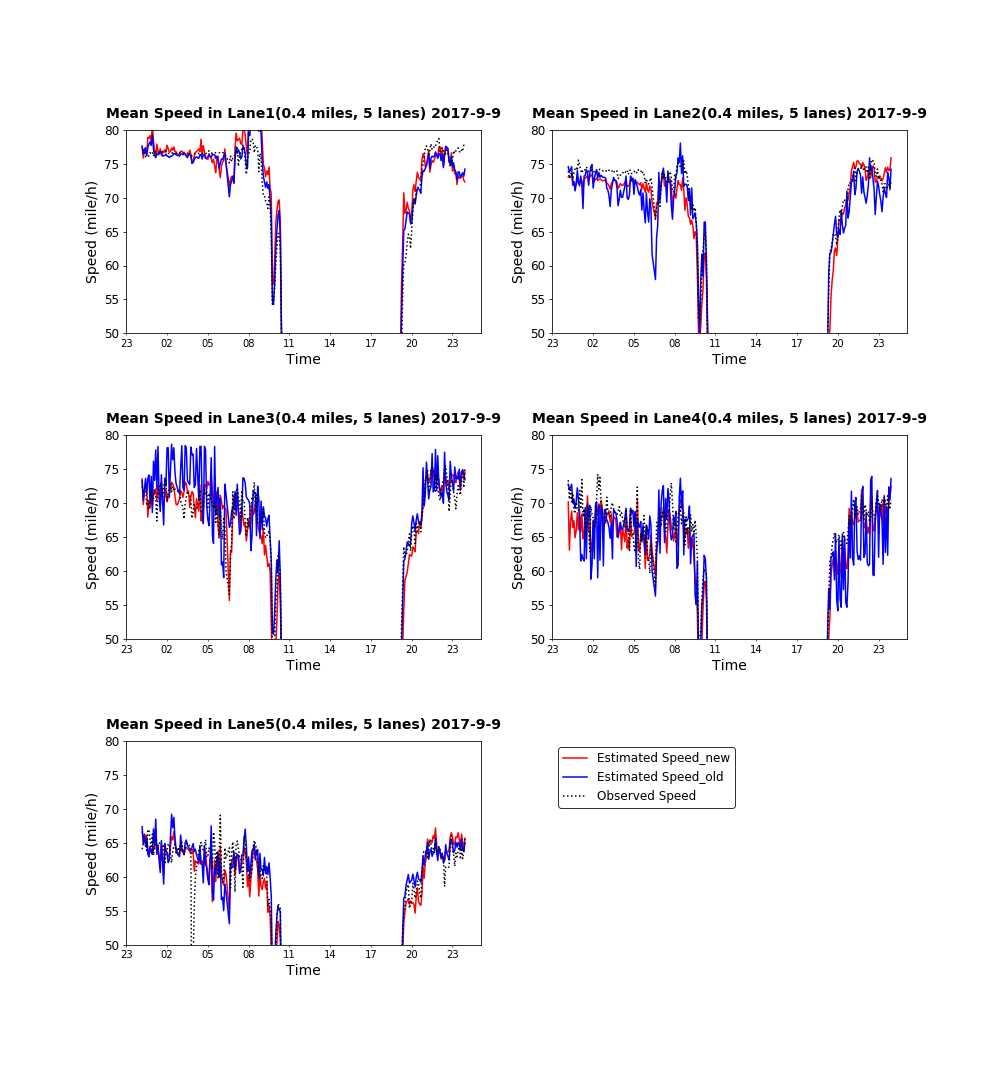 Mean Speed in Lane1(0.4 miles, 5 lanes) 2017-9-9
80
75
70
65
60
55
50
Speed (mile/h)
23 02 05 08 11 14 17 20 23
Time
Mean Speed in Lane2(0.4 miles, 5 lanes) 2017-9-9
80
75
70
65
60
55
50
Speed (mile/h)
23 02 05 08 11 14 17 20 23
Time
Mean Speed in Lane3(0.4 miles, 5 lanes) 2017-9-9
80
75
70
65
60
55
50
Speed (mile/h)
23 02 05 08 11 14 17 20 23
Time
Mean Speed in Lane4(0.4 miles, 5 lanes) 2017-9-9
80
75
70
65
60
55
50
Speed (mile/h)
23 02 05 08 11 14 17 20 23
Time
Mean Speed in Lane5(0.4 miles, 5 lanes) 2017-9-9
80
75
70
65
60
55
50
Speed (mile/h)
23 02 05 08 11 14 17 20 23
Time
Estimated Speed_new
Estimated Speed_old
Observed Speed